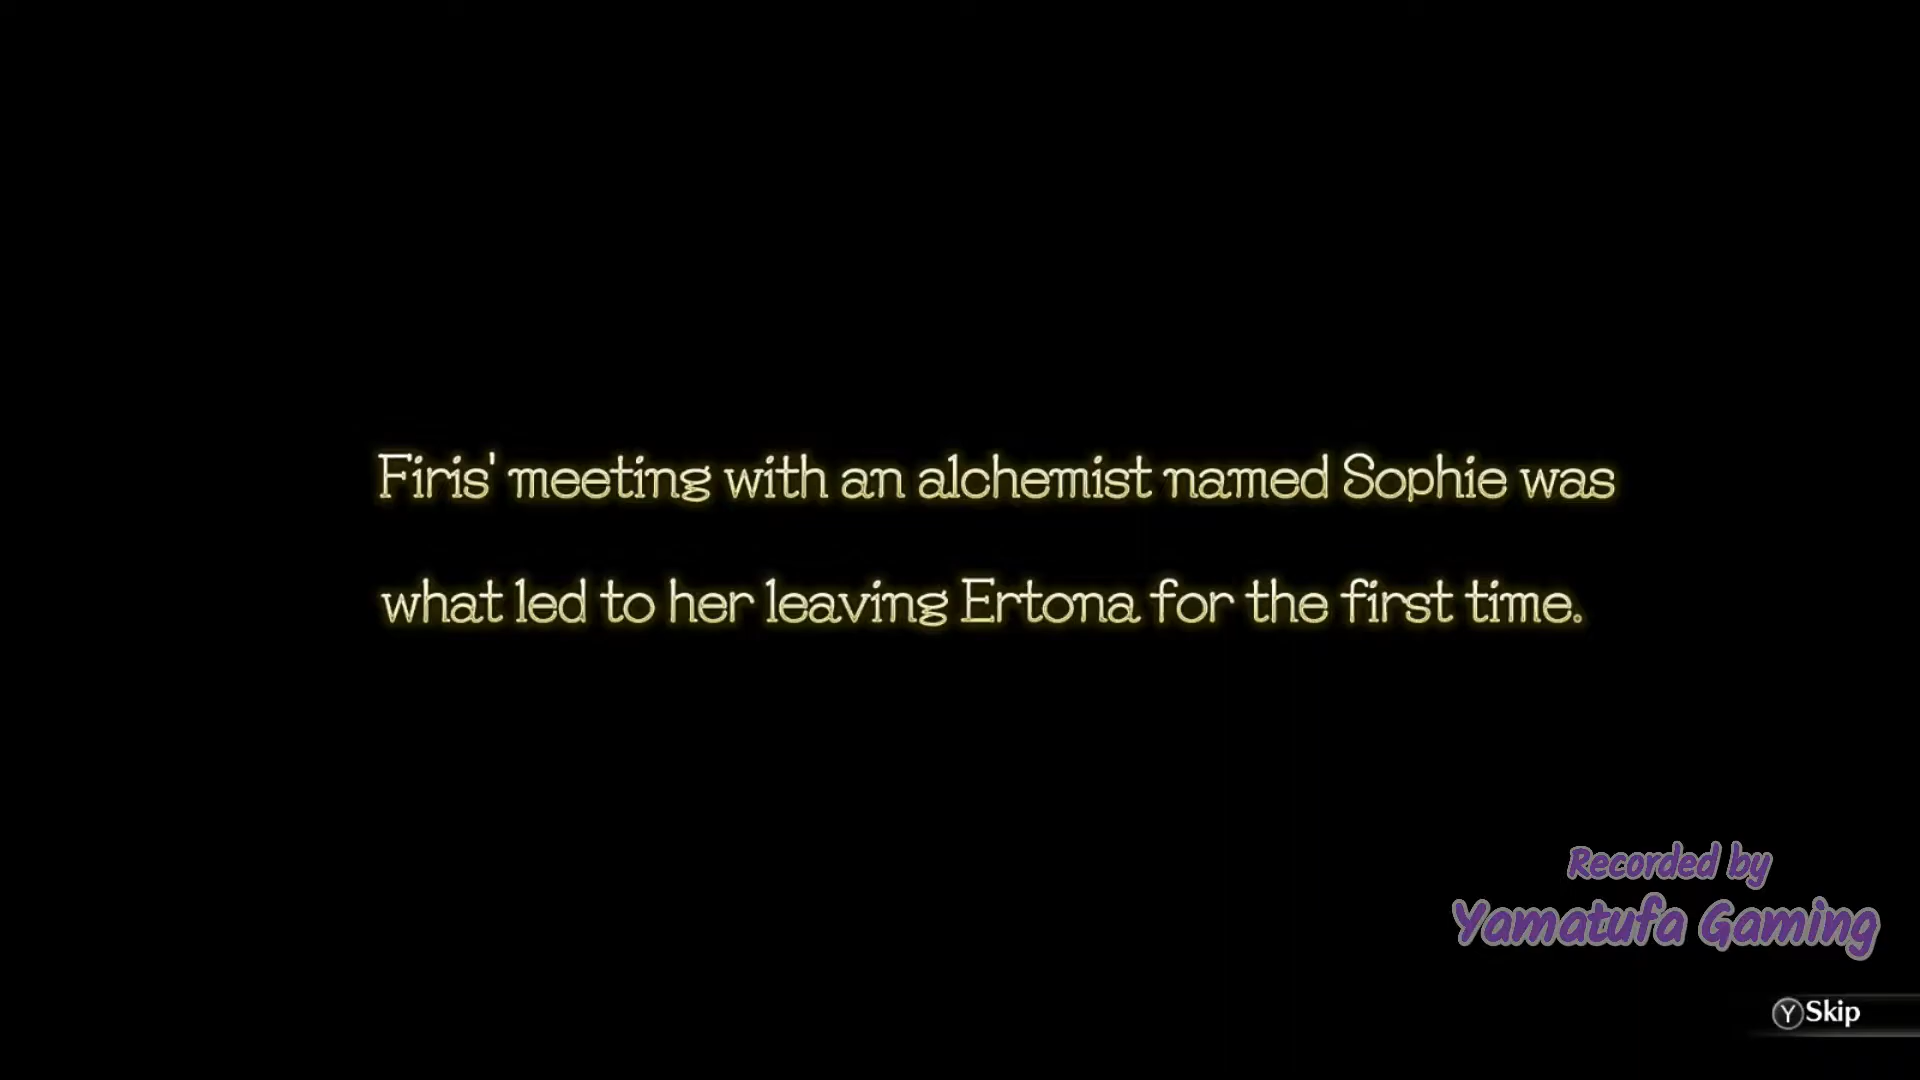 Firis' meeting with an alchemist named Sophie was
what led to her leaving Ertona for the first time.
Recorded by
Yamatufa Gaming
Y Skip